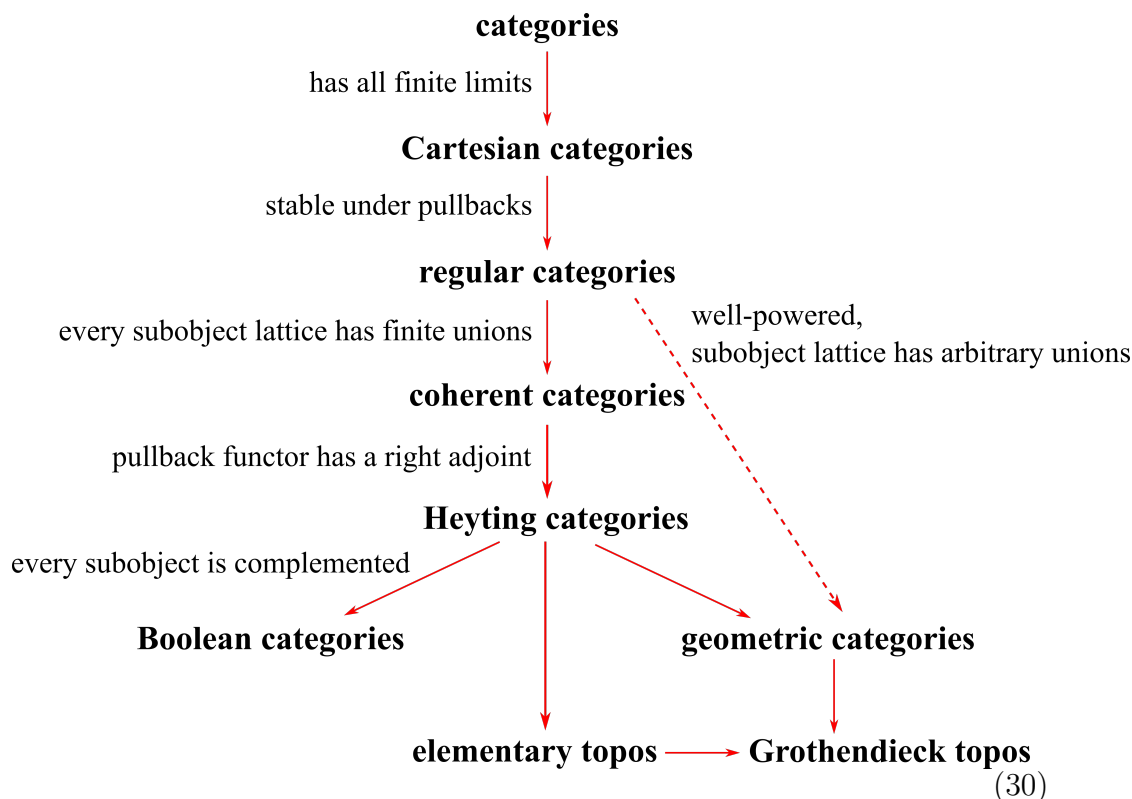 categories
has all finite limits
Cartesian categories
stable under pullbacks
regular categories
well-powered,
every subobject lattice has finite unions
subobject lattice has arbitrary unions
coherent categories
pullback functor has a right adjoint
Heyting categories
every subobject is complemented
Boolean categories
geometric categories
elementary topos
Grothendieck topos
(30)